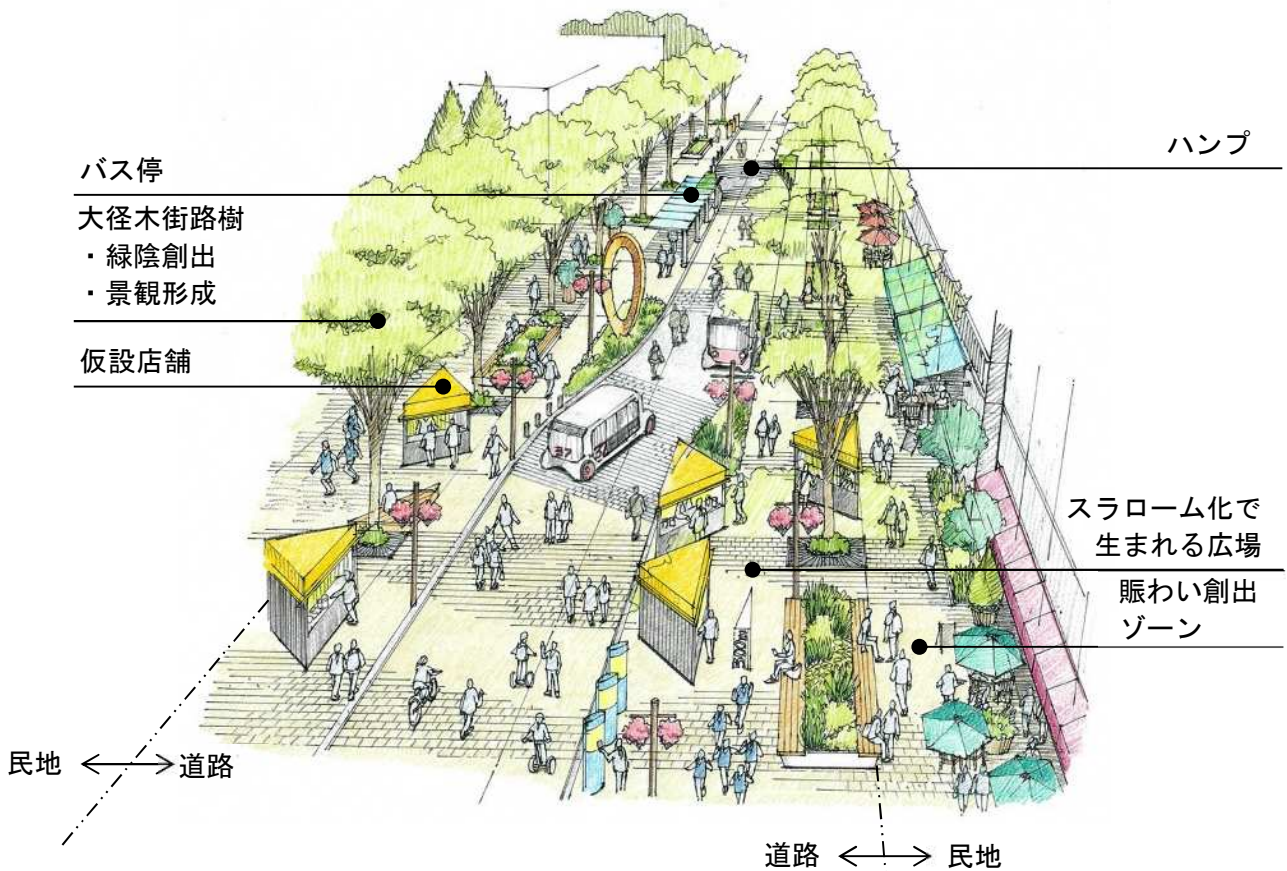 バス停
ハンプ
大径木街路樹
・緑陰創出
・景観形成
仮設店舗
37
スラローム化で
生まれる広場
賑わい創出
ゾーン
300m
民地
道路
道路
民地